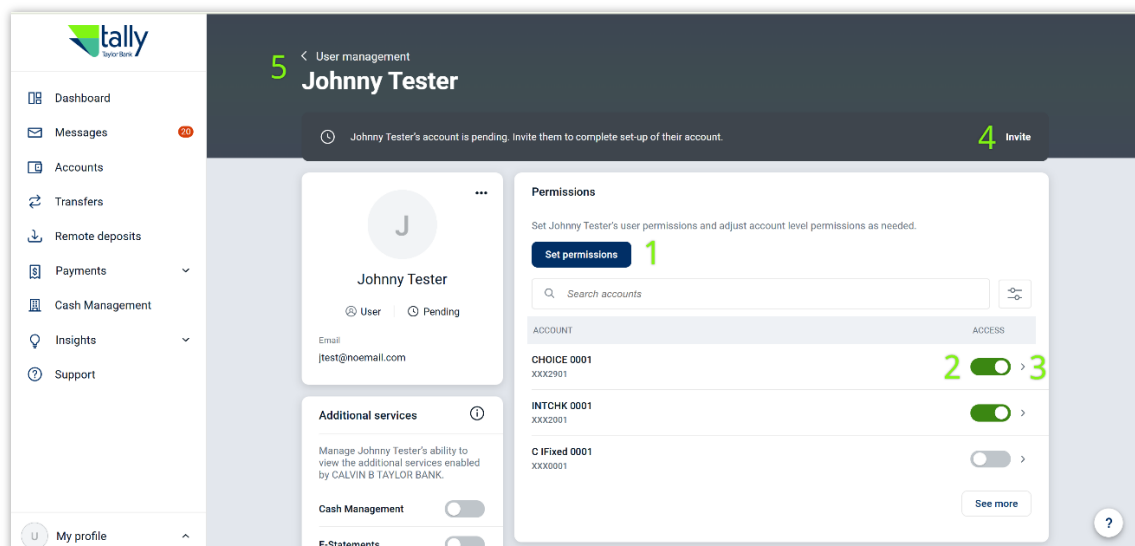 tally
Taylor Bank
Dashboard
Messages
20
Accounts
Transfers
Remote deposits
Payments
Cash Management
Insights
Support
U
My profile
5
User management
Johnny Tester
Johnny Tester's account is pending. Invite them to complete set-up of their account.
4
Invite
J
Johnny Tester
User
Pending
Email
jtest@noemail.com
Additional services
Manage Johnny Tester's ability to
view the additional services enabled
by CALVIN B TAYLOR BANK.
Cash Management
E-Statements
Permissions
Set Johnny Tester's user permissions and adjust account level permissions as needed.
Set permissions
1
Search accounts
ACCOUNT
ACCESS
CHOICE 0001
XXX2901
2
3
INTCHK 0001
XXX2001
C IFixed 0001
XXX0001
See more
?